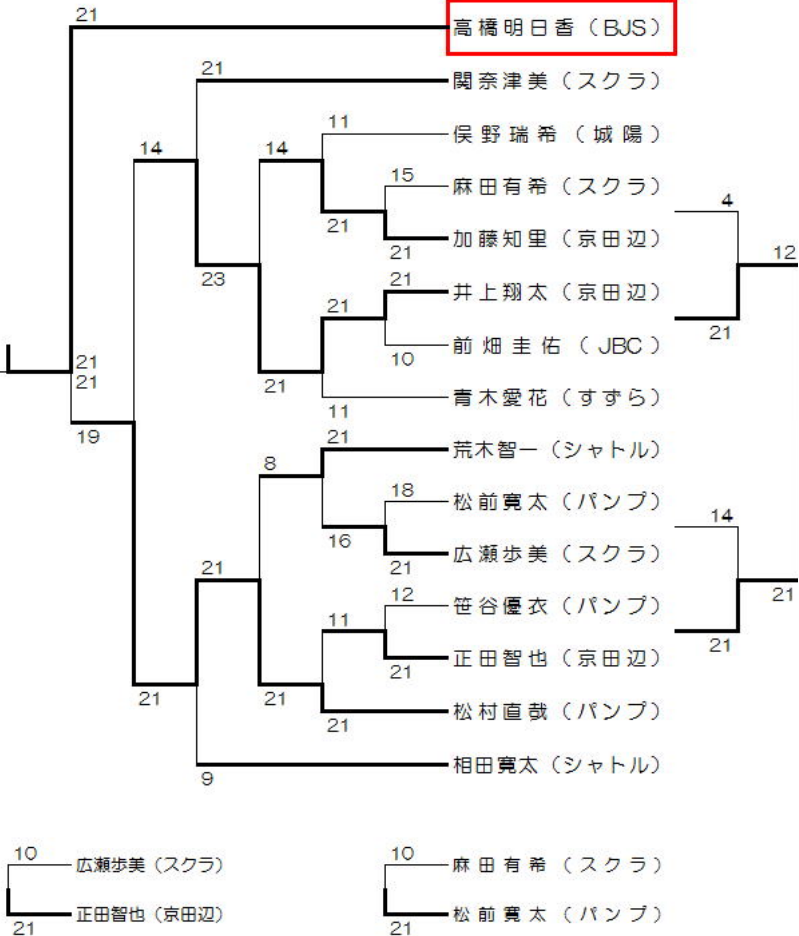 21
高橋明日香（BJS）
21
関奈津美（スクラ）
11
俣野瑞希（城陽）
14
14
15
麻田有希（スクラ）
4
21
加藤知里（京田辺）
21
12
23
21
21
井上翔太（京田辺）
21
前畑圭佑（JBC）
10
21
21
21
21
青木愛花（すずら）
11
19
21
荒木智一（シャトル）
8
18
松前寛太（パンプ）
14
16
広瀬歩美（スクラ）
21
21
12
笹谷優衣（パンプ）
21
11
正田智也（京田辺）
21
21
21
21
松村直哉（パンプ）
21
相田寛太（シャトル）
9
10
広瀬歩美（スクラ）
正田智也（京田辺）
21
10
麻田有希（スクラ）
松前寛太（パンプ）
21